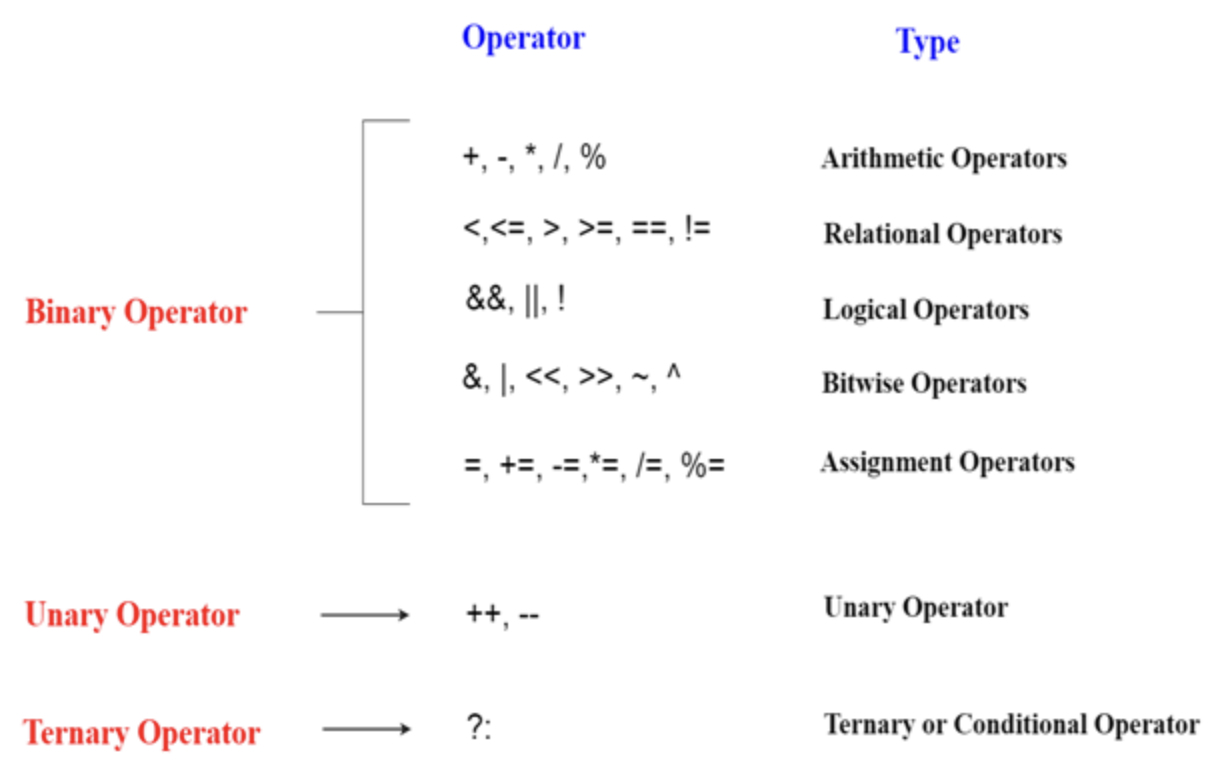 Operator Type
+, -, *, /, % Arithmetic Operators
<,<=, >, >=, ==, != Relational Operators
Binary Operator &&, ||, ! Logical Operators
&, |, <<, >>, ~, ^ Bitwise Operators
=, +=, -=,*=, /=, %= Assignment Operators
Unary Operator ++, -- Unary Operator
Ternary Operator ?: Ternary or Conditional Operator